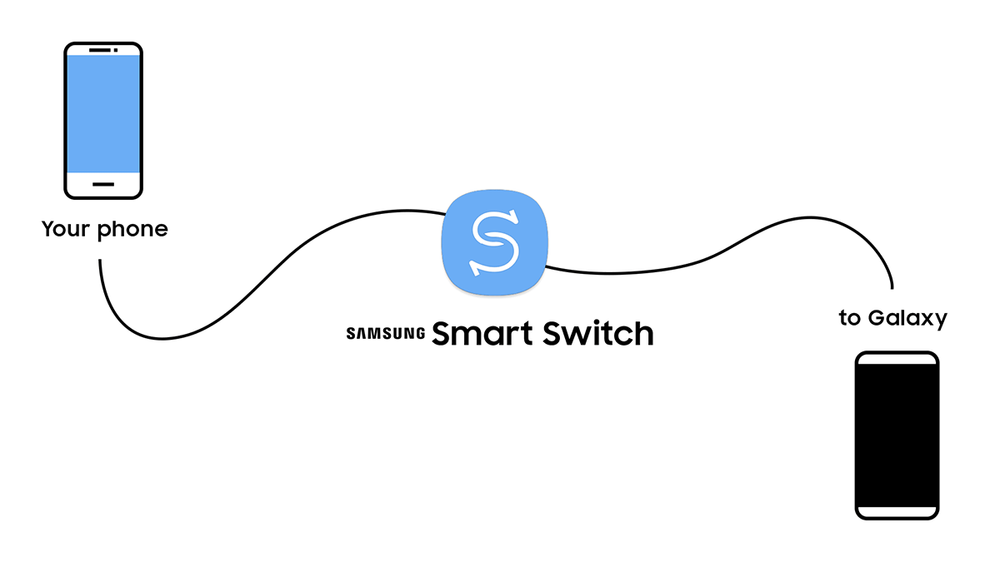 Your phone
SAMSUNG Smart Switch
to Galaxy